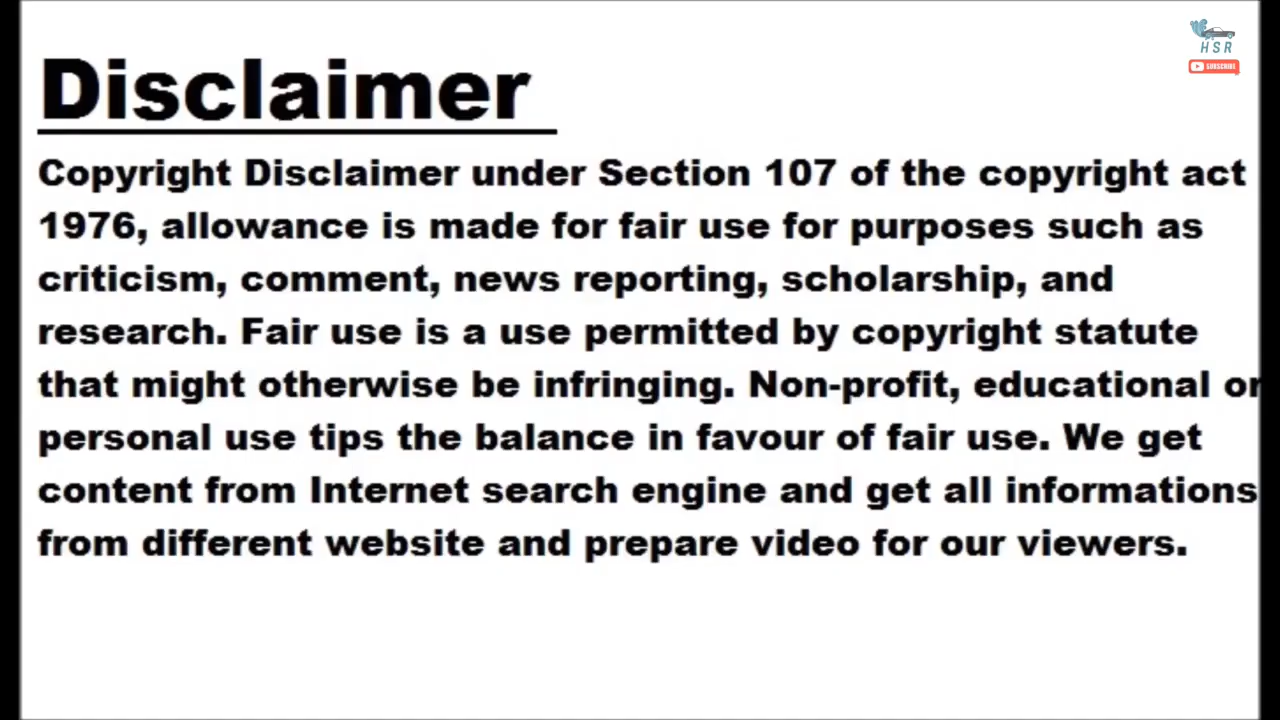 HSR
SUBSCRIBE
Disclaimer
Copyright Disclaimer under Section 107 of the copyright act
1976, allowance is made for fair use for purposes such as
criticism, comment, news reporting, scholarship, and
research. Fair use is a use permitted by copyright statute
that might otherwise be infringing. Non-profit, educational or
personal use tips the balance in favour of fair use. We get
content from Internet search engine and get all informations
from different website and prepare video for our viewers.